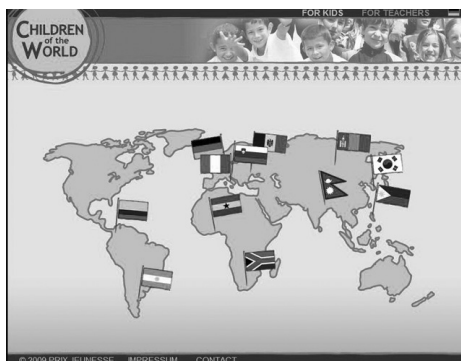 FOR KIDS FOR TEACHERS
CHILDREN
of the
WORLD
© 2009 PRIX JEUNESSE IMPRESSUM CONTACT